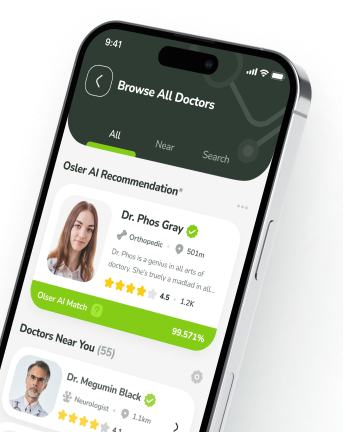 9:41
Browse All Doctors
All
Near
Search
Osler AI Recommendation*
Dr. Phos Gray
Orthopedic · 501m
Dr. Phos is a genius in all arts of
doctory. She's truely a madlad in all...
4.5 · 1.2K
Olser AI Match ?
99.571%
Doctors Near You (55)
Dr. Megumin Black
Neurologist · 1.1km
4.1